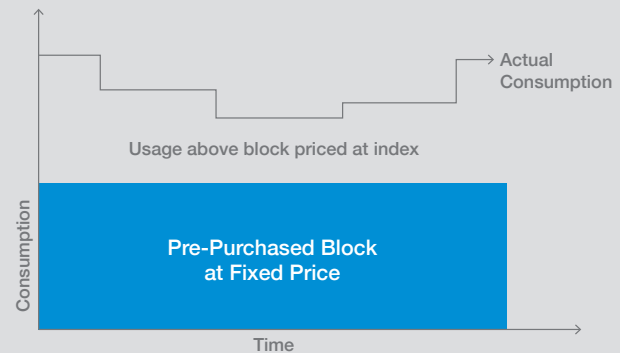 Actual
Consumption
Usage above block priced at index
Pre-Purchased Block
at Fixed Price
Consumption
Time